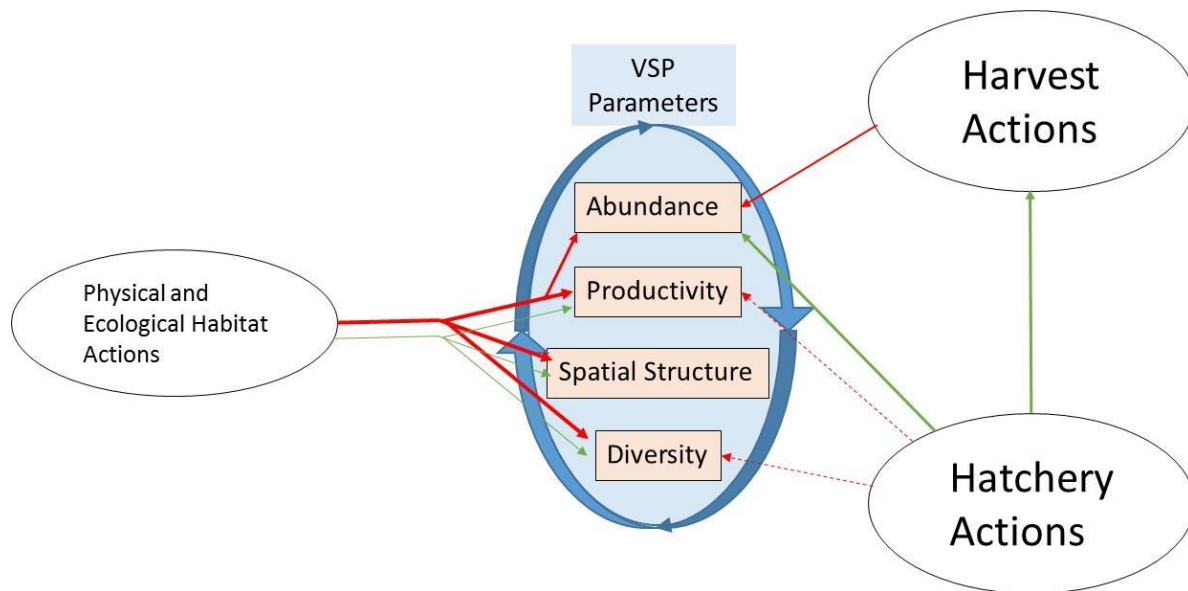 VSP
Parameters
Harvest
Actions
Abundance
Productivity
Physical and
Ecological Habitat
Actions
Spatial Structure
Diversity
Hatchery
Actions